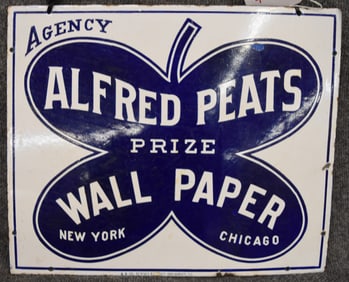 AGENCY
ALFRED PEATS
PRIZE
WALL PAPER
NEW YORK CHICAGO